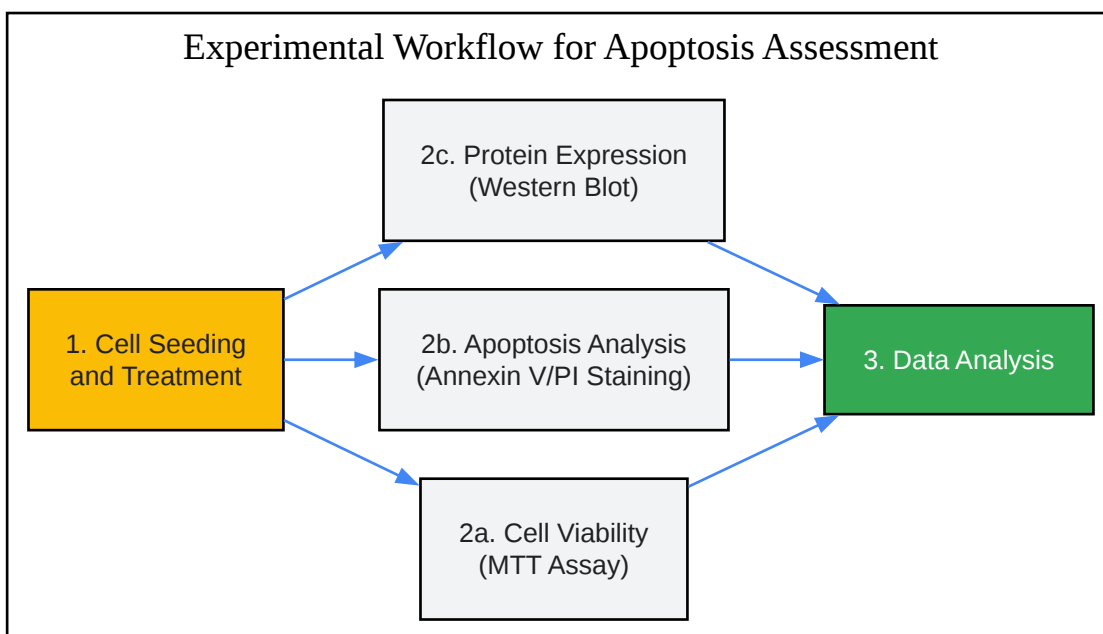 Experimental Workflow for Apoptosis Assessment
2c. Protein Expression
(Western Blot)
1. Cell Seeding
and Treatment
2b. Apoptosis Analysis
(Annexin V/PI Staining)
3. Data Analysis
2a. Cell Viability
(MTT Assay)